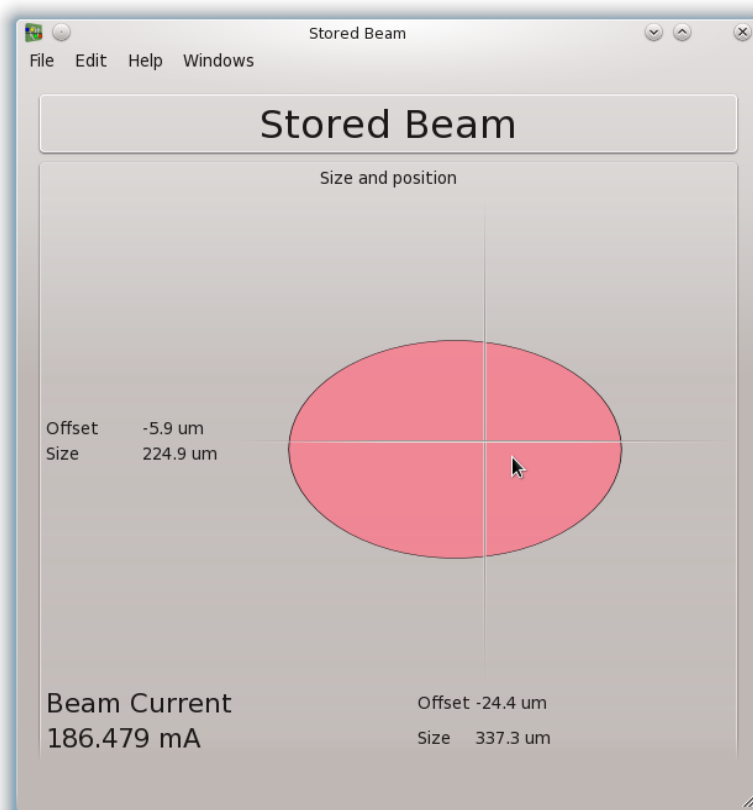 Stored Beam
File Edit Help Windows
Stored Beam
Size and position
Offset -5.9 um
Size 224.9 um
Beam Current
186.479 mA
Offset -24.4 um
Size 337.3 um